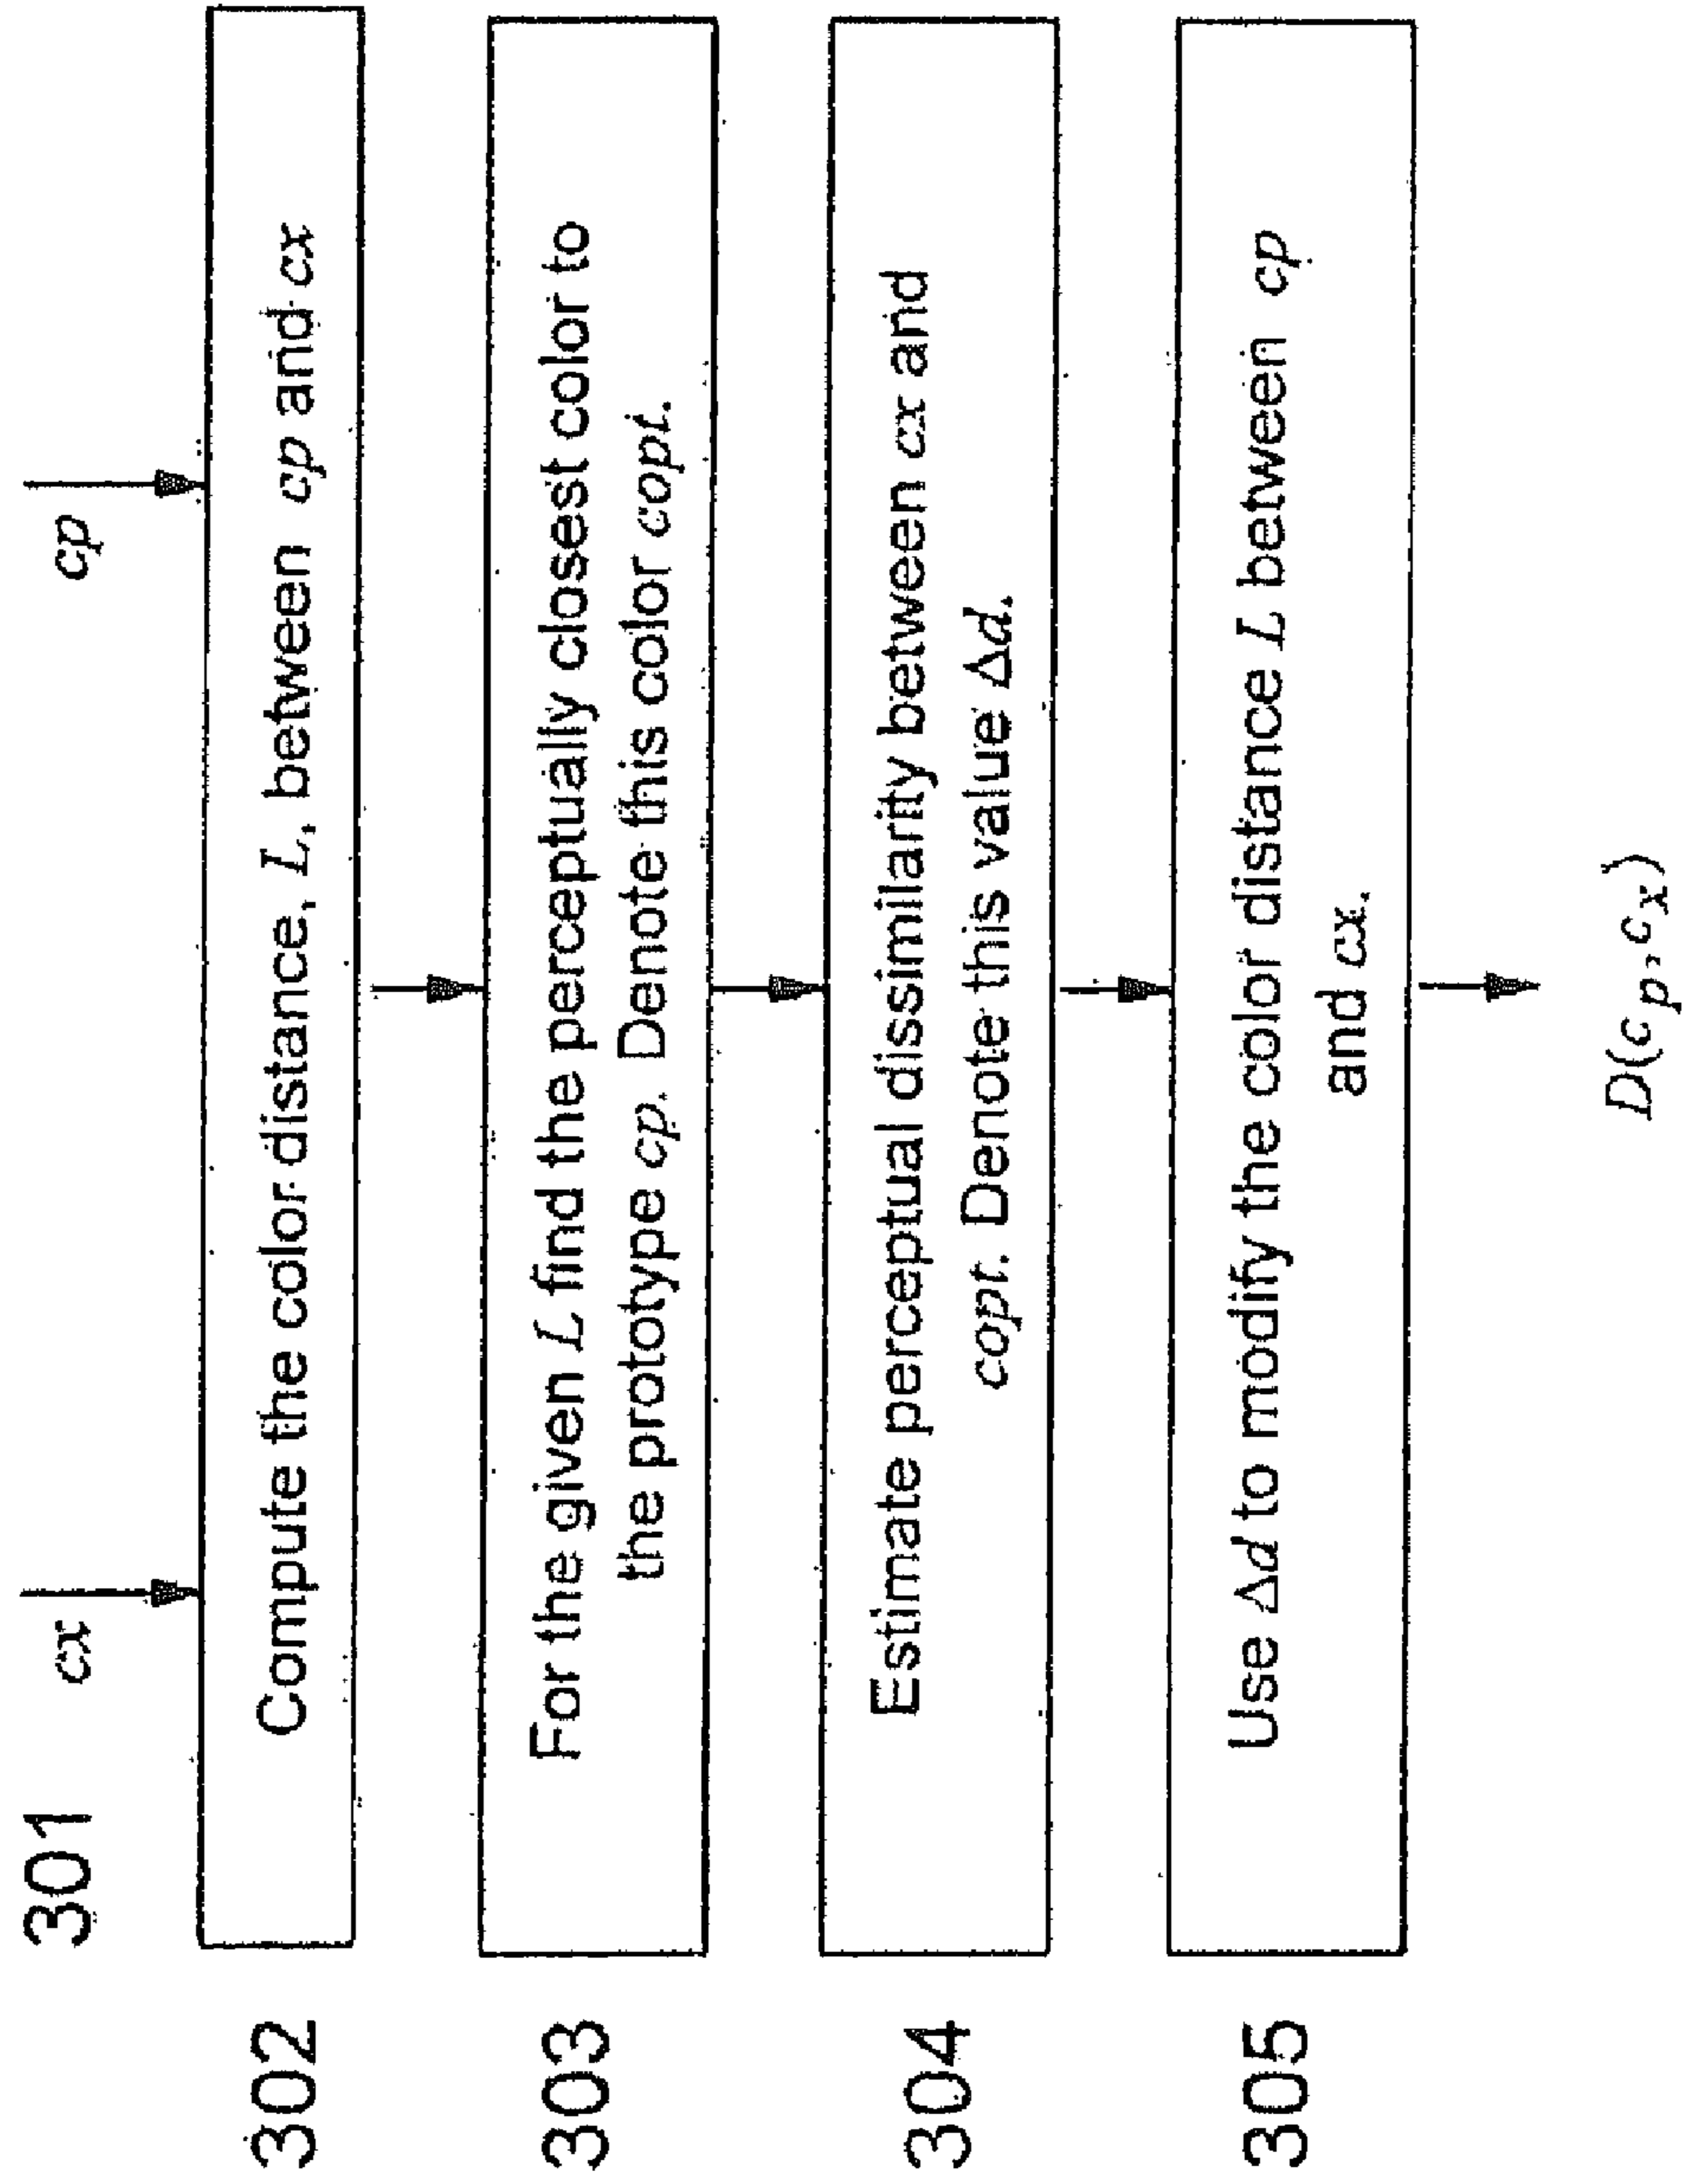 301 cx cp
302 Compute the color distance, L, between cp and cx
303 For the given L find the perceptually closest color to
the prototype cp. Denote this color copt.
304 Estimate perceptual dissimilarity between cx and
copt. Denote this value Δd.
305 Use Δd to modify the color distance L between cp
and cx.
D(c p,c x)